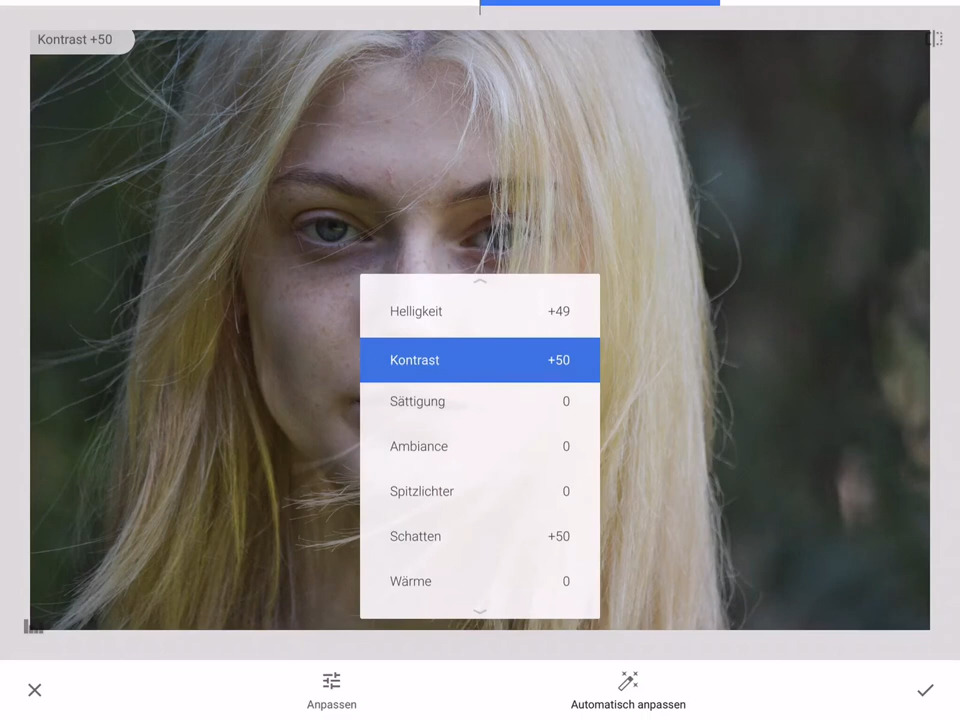 Kontrast +50
Helligkeit +49
Kontrast +50
Sättigung 0
Ambiance 0
Spitzlichter 0
Schatten +50
Wärme 0
Anpassen
Automatisch anpassen